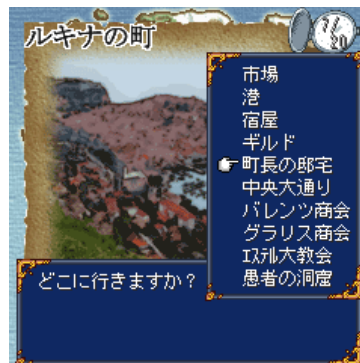 ルキナの町
7/20
市場
港
宿屋
ギルド
町長の邸宅
中央大通り
バレンツ商会
グラリス商会
ｴｽﾃﾙ大教会
愚者の洞窟
どこに行きますか？